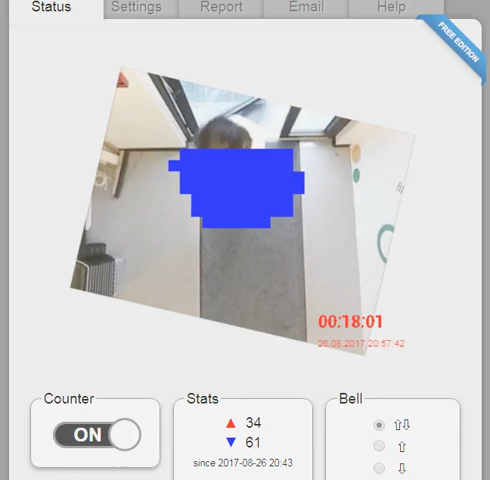 Status Settings Report Email Help
FREE EDITION
00:18:01
26.08.2017 20:57:42
Counter Stats Bell
ON
34
61
since 2017-08-26 20:43